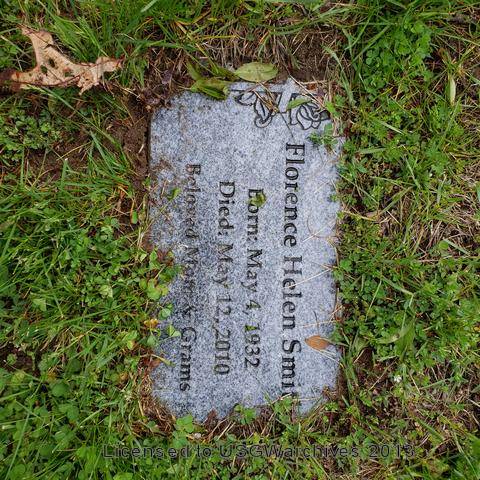 Florence Helen Smi
Born: May 4, 1932
Died: May 12, 2010
Beloved Mom & Grams
Licensed to USGWarchives 2013